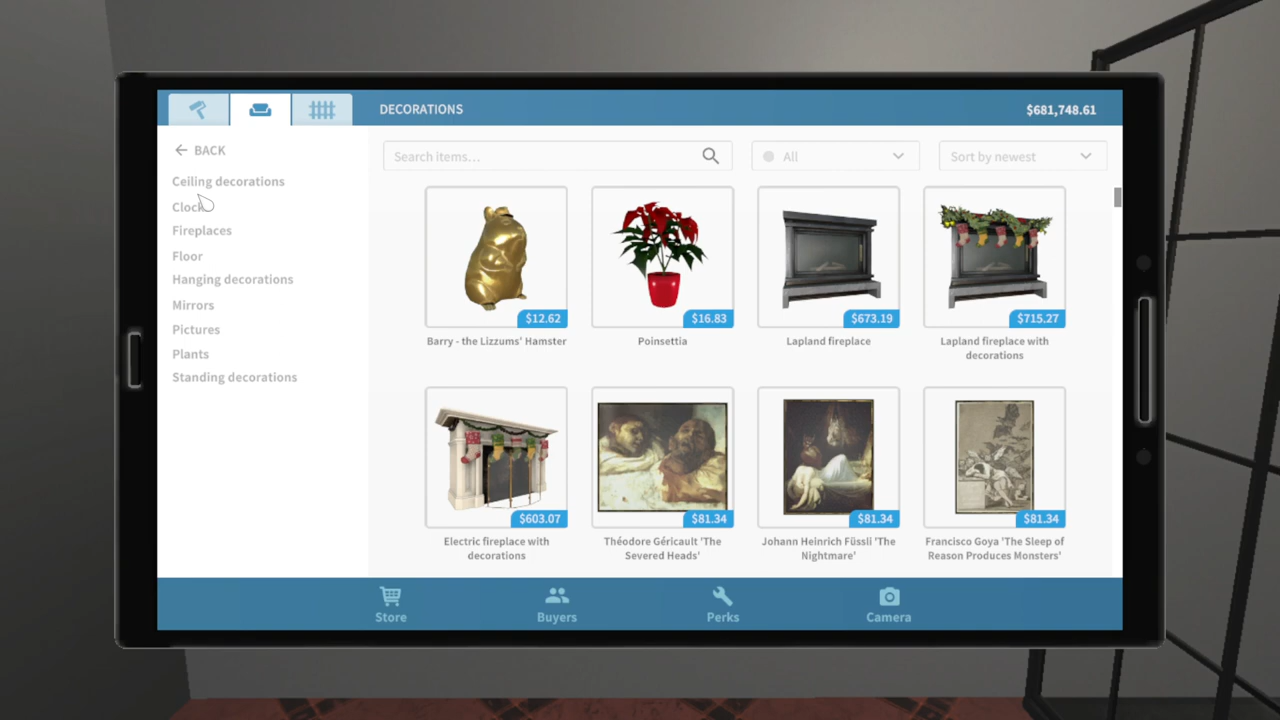 DECORATIONS
$681,748.61
BACK
Search items...
All
Sort by newest
Ceiling decorations
Clocks
Fireplaces
Floor
Hanging decorations
Mirrors
Pictures
Plants
Standing decorations
$12.62
$16.83
$673.19
$715.27
Barry - the Lizzums' Hamster
Poinsettia
Lapland fireplace
Lapland fireplace with
decorations
$603.07
$81.34
$81.34
$81.34
Electric fireplace with
decorations
Théodore Géricault 'The
Severed Heads'
Johann Heinrich Füssli 'The
Nightmare'
Francisco Goya 'The Sleep of
Reason Produces Monsters'
Store
Buyers
Perks
Camera